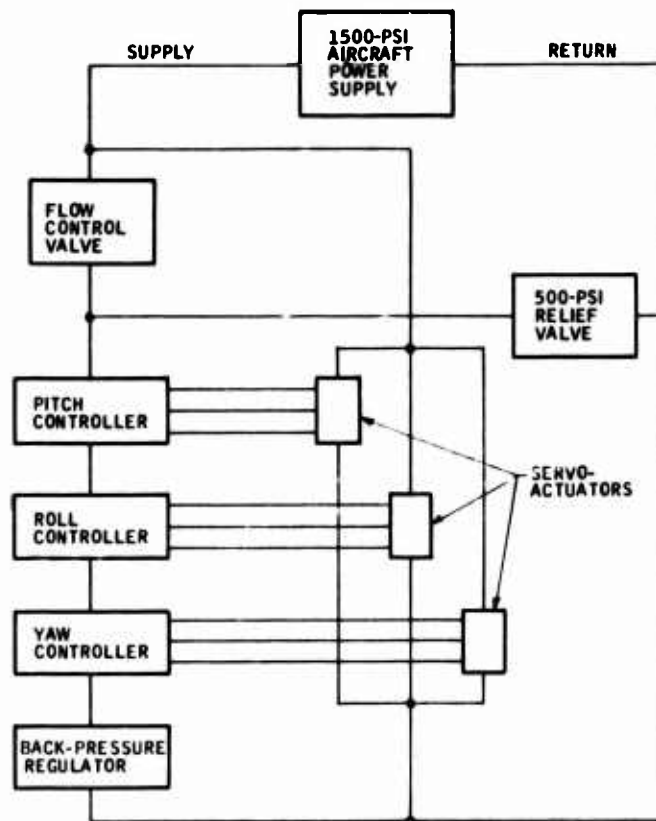 SUPPLY
1500-PSI
AIRCRAFT
POWER
SUPPLY
RETURN
FLOW
CONTROL
VALVE
500-PSI
RELIEF
VALVE
PITCH
CONTROLLER
SERVO-
ACTUATORS
ROLL
CONTROLLER
YAW
CONTROLLER
BACK-PRESSURE
REGULATOR